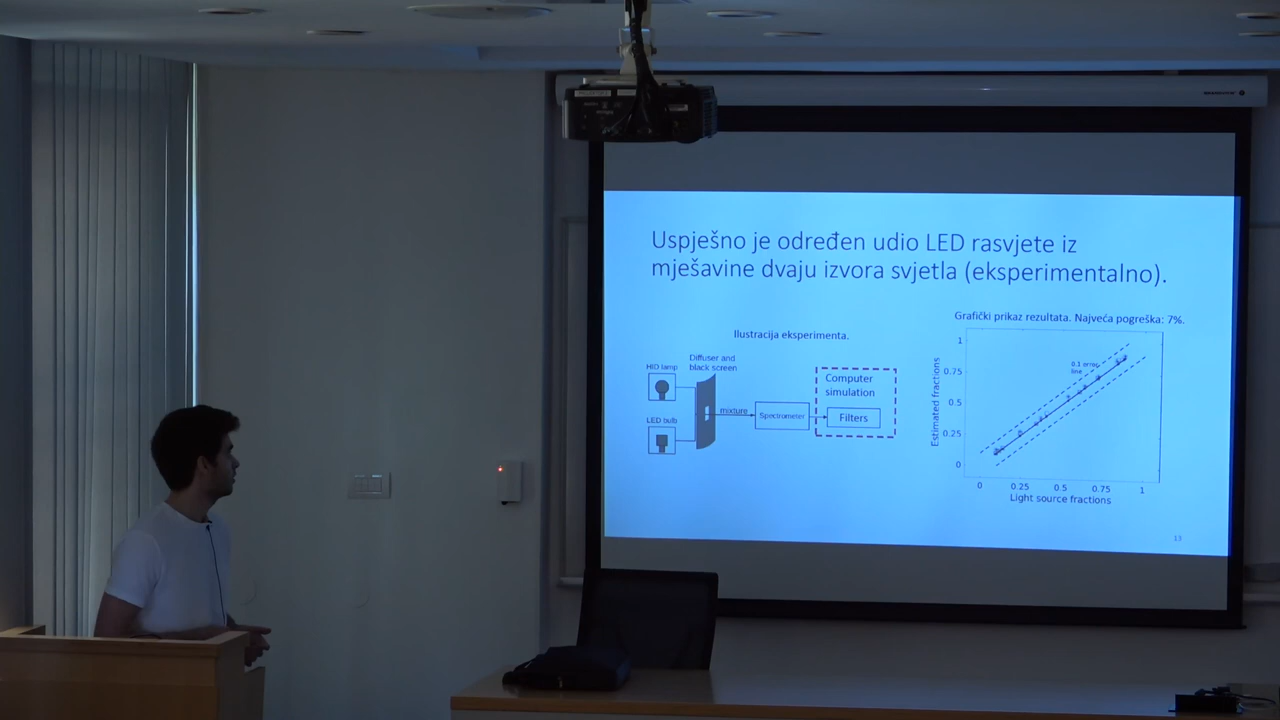 Uspješno je određen udio LED rasvjete iz
mješavine dvaju izvora svjetla (eksperimentalno).
Ilustracija eksperimenta.
HID lamp
LED bulb
Diffuser and
black screen
mixture
Spectrometer
Computer
simulation
Filters
Grafički prikaz rezultata. Najveća pogreška: 7%.
Estimated fractions
1
0.75
0.5
0.25
0
0.1 error
line
0 0.25 0.5 0.75 1
Light source fractions
13